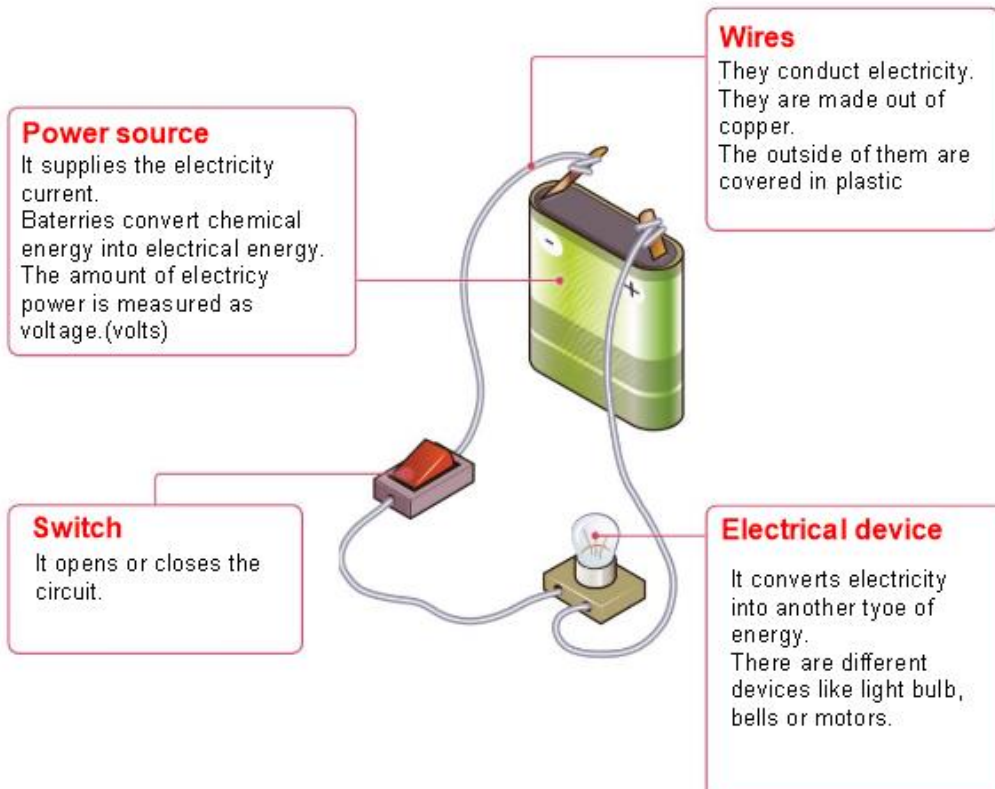 Wires
They conduct electricity.
They are made out of
copper.
The outside of them are
covered in plastic
Power source
It supplies the electricity
current.
Baterries convert chemical
energy into electrical energy.
The amount of electricy
power is measured as
voltage.(volts)
-
+
Switch
It opens or closes the
circuit.
Electrical device
It converts electricity
into another tyoe of
energy.
There are different
devices like light bulb,
bells or motors.